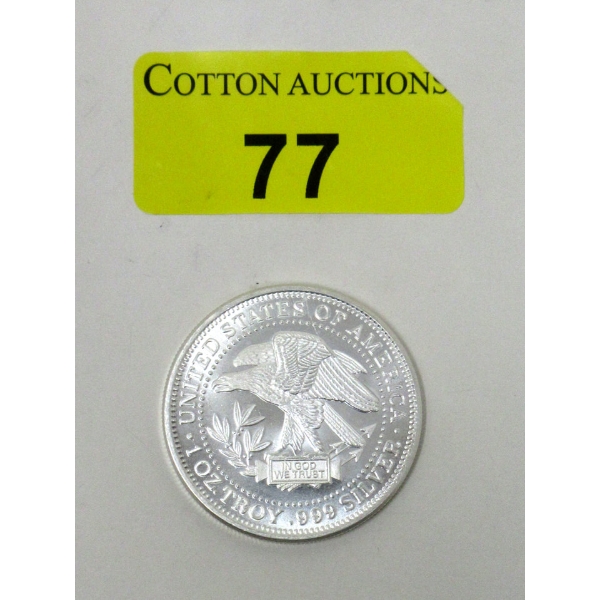 COTTON AUCTIONS
77
· UNITED STATES OF AMERICA ·
IN GOD
WE TRUST
1 OZ TROY .999 SILVER